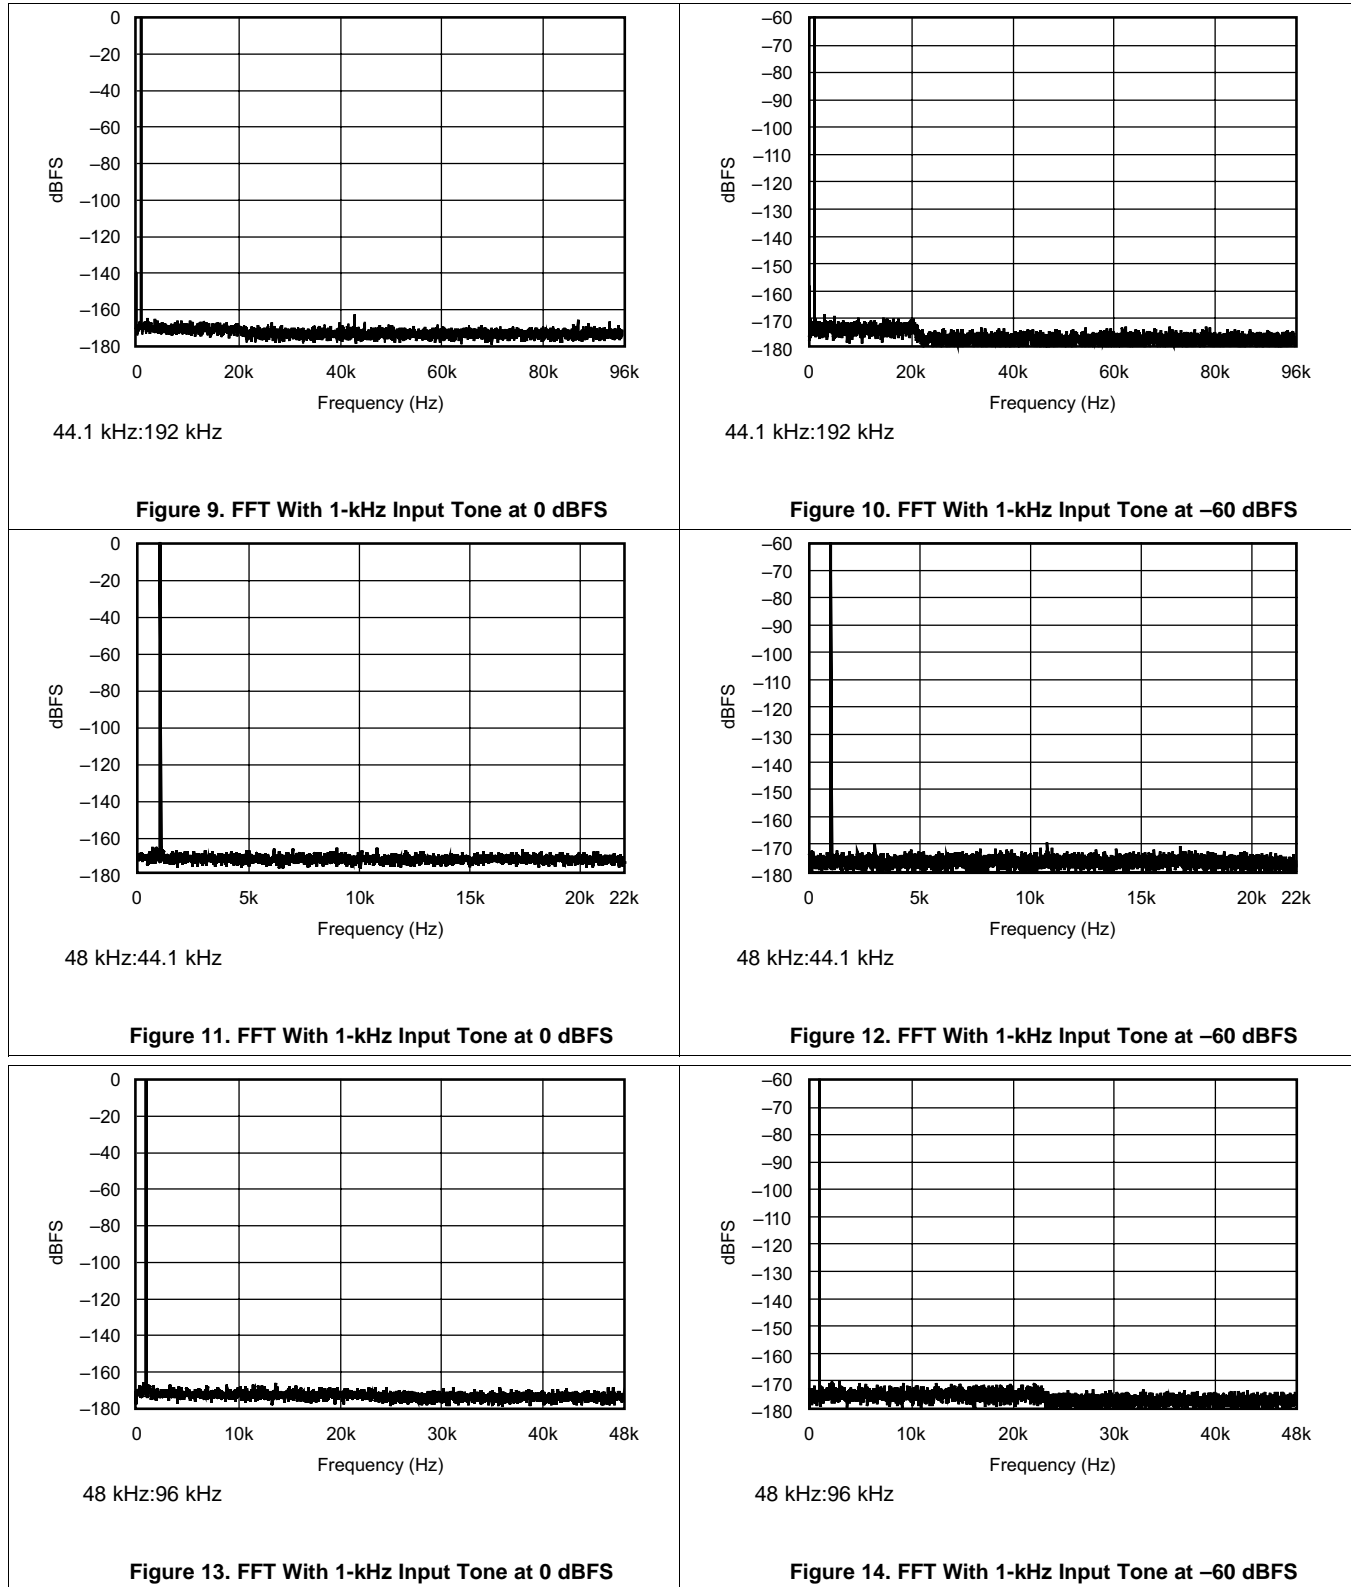 0
–20
–40
–60
–80
–100
–120
–140
–160
–180
dBFS
0 20k 40k 60k 80k 96k
Frequency (Hz)
44.1 kHz:192 kHz
Figure 9. FFT With 1-kHz Input Tone at 0 dBFS
–60
–70
–80
–90
–100
–110
–120
–130
–140
–150
–160
–170
–180
dBFS
0 20k 40k 60k 80k 96k
Frequency (Hz)
44.1 kHz:192 kHz
Figure 10. FFT With 1-kHz Input Tone at –60 dBFS
0
–20
–40
–60
–80
–100
–120
–140
–160
–180
dBFS
0 5k 10k 15k 20k 22k
Frequency (Hz)
48 kHz:44.1 kHz
Figure 11. FFT With 1-kHz Input Tone at 0 dBFS
–60
–70
–80
–90
–100
–110
–120
–130
–140
–150
–160
–170
–180
dBFS
0 5k 10k 15k 20k 22k
Frequency (Hz)
48 kHz:44.1 kHz
Figure 12. FFT With 1-kHz Input Tone at –60 dBFS
0
–20
–40
–60
–80
–100
–120
–140
–160
–180
dBFS
0 10k 20k 30k 40k 48k
Frequency (Hz)
48 kHz:96 kHz
Figure 13. FFT With 1-kHz Input Tone at 0 dBFS
–60
–70
–80
–90
–100
–110
–120
–130
–140
–150
–160
–170
–180
dBFS
0 10k 20k 30k 40k 48k
Frequency (Hz)
48 kHz:96 kHz
Figure 14. FFT With 1-kHz Input Tone at –60 dBFS